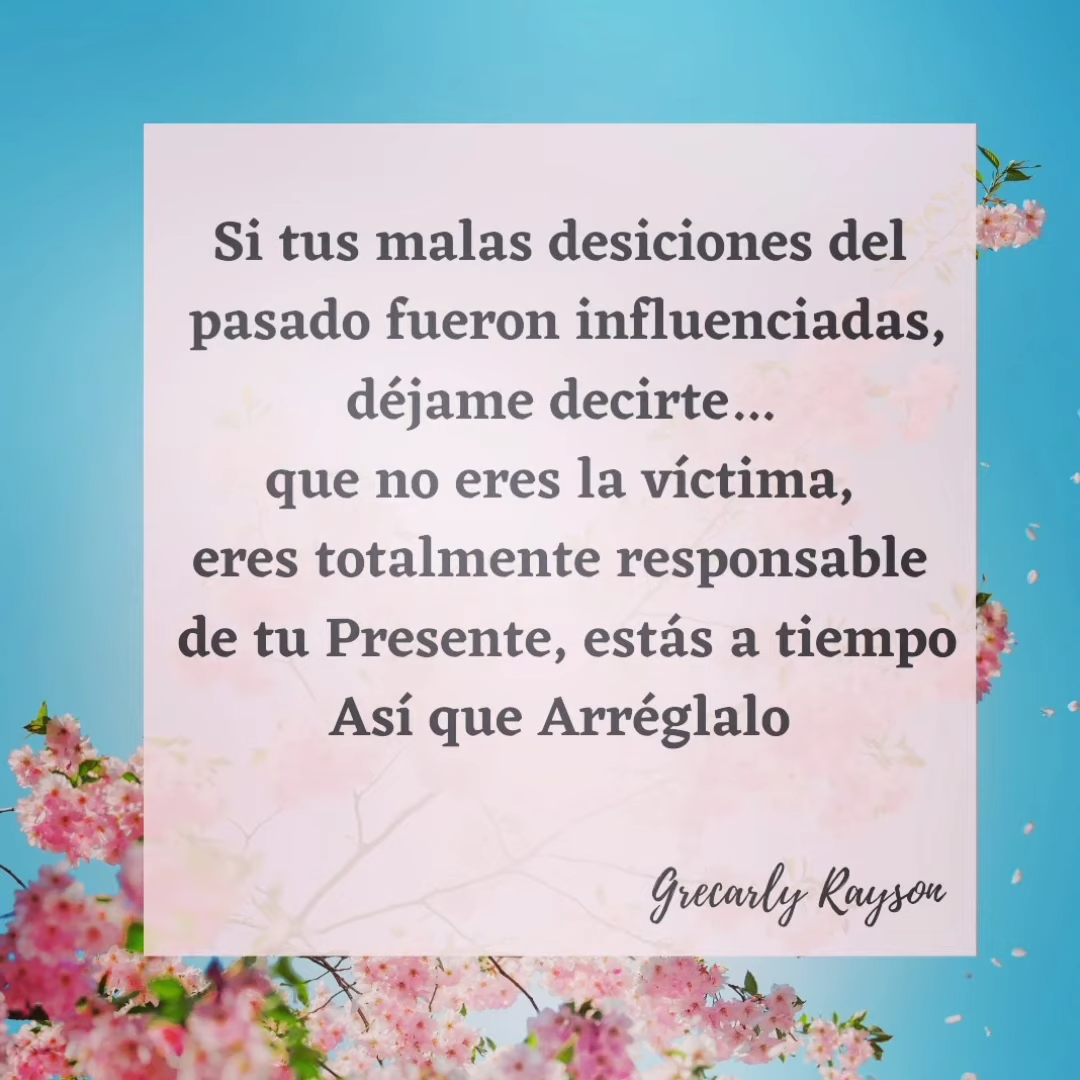 Si tus malas desiciones del
pasado fueron influenciadas,
déjame decirte...
que no eres la víctima,
eres totalmente responsable
de tu Presente, estás a tiempo
Así que Arréglalo
Grecarly Rayson